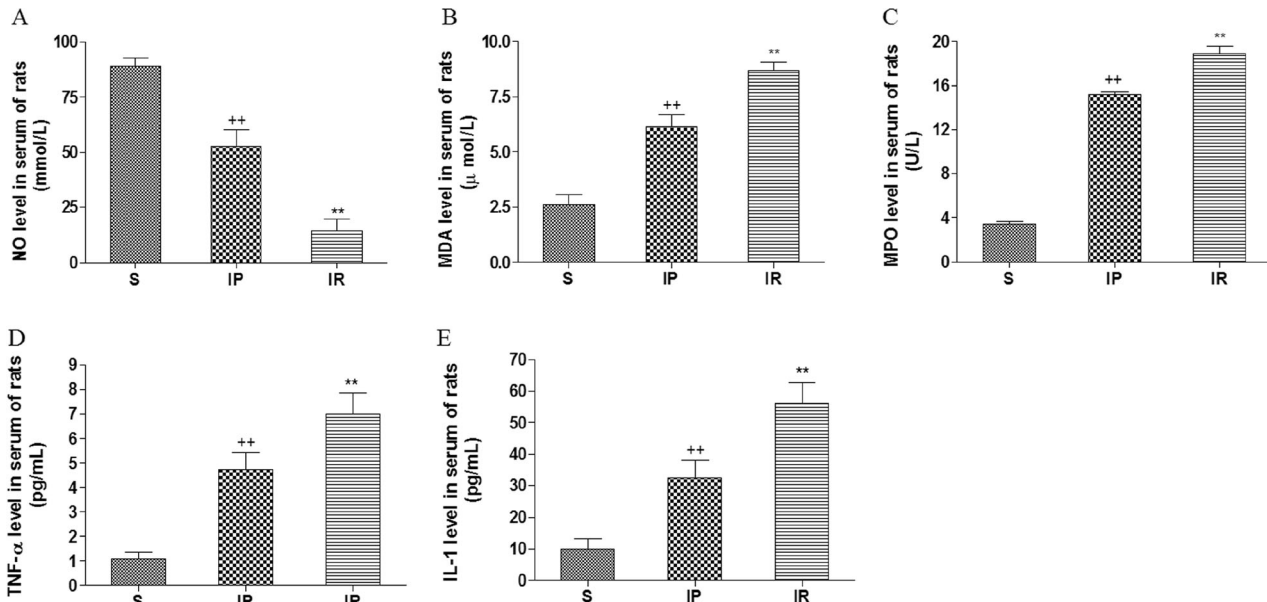 A
NO level in serum of rats
(mmol/L)
100
75
50
25
0
++
**
S IP IR
B
MDA level in serum of rats
(μ mol/L)
10.0
7.5
5.0
2.5
0.0
++
**
S IP IR
C
MPO level in serum of rats
(U/L)
20
16
12
8
4
0
++
**
S IP IR
D
TNF-α level in serum of rats
(pg/mL)
9
8
7
6
5
4
3
2
1
0
++
**
S IP IR
E
IL-1 level in serum of rats
(pg/mL)
70
60
50
40
30
20
10
0
++
**
S IP IR